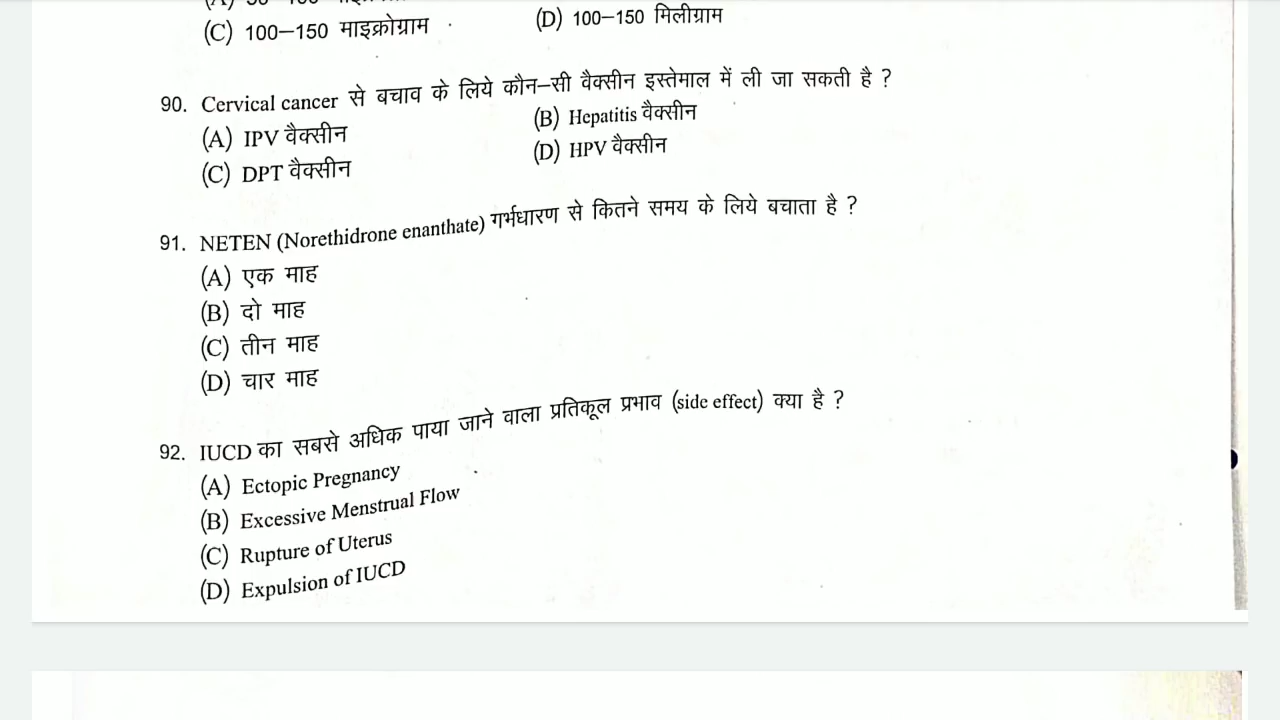 (C) 100–150 माइक्रोग्राम (D) 100–150 मिलीग्राम
90. Cervical cancer से बचाव के लिये कौन–सी वैक्सीन इस्तेमाल में ली जा सकती है ?
(A) IPV वैक्सीन (B) Hepatitis वैक्सीन
(C) DPT वैक्सीन (D) HPV वैक्सीन
91. NETEN (Norethidrone enanthate) गर्भधारण से कितने समय के लिये बचाता है ?
(A) एक माह
(B) दो माह
(C) तीन माह
(D) चार माह
92. IUCD का सबसे अधिक पाया जाने वाला प्रतिकूल प्रभाव (side effect) क्या है ?
(A) Ectopic Pregnancy
(B) Excessive Menstrual Flow
(C) Rupture of Uterus
(D) Expulsion of IUCD